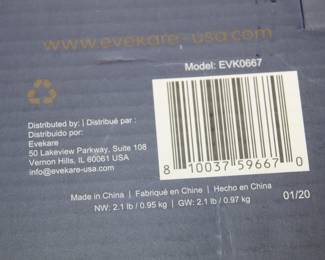 www.evekare-usa.com
Model: EVK0667
Distributed by: | Distribué par :
Distribuido por:
Evekare
50 Lakeview Parkway, Suite 108
Vernon Hills, IL 60061 USA
info@evekare-usa.com
8 10037 59667 0
Made in China | Fabriqué en Chine | Hecho en China
NW: 2.1 lb / 0.95 kg | GW: 2.1 lb / 0.97 kg
01/20